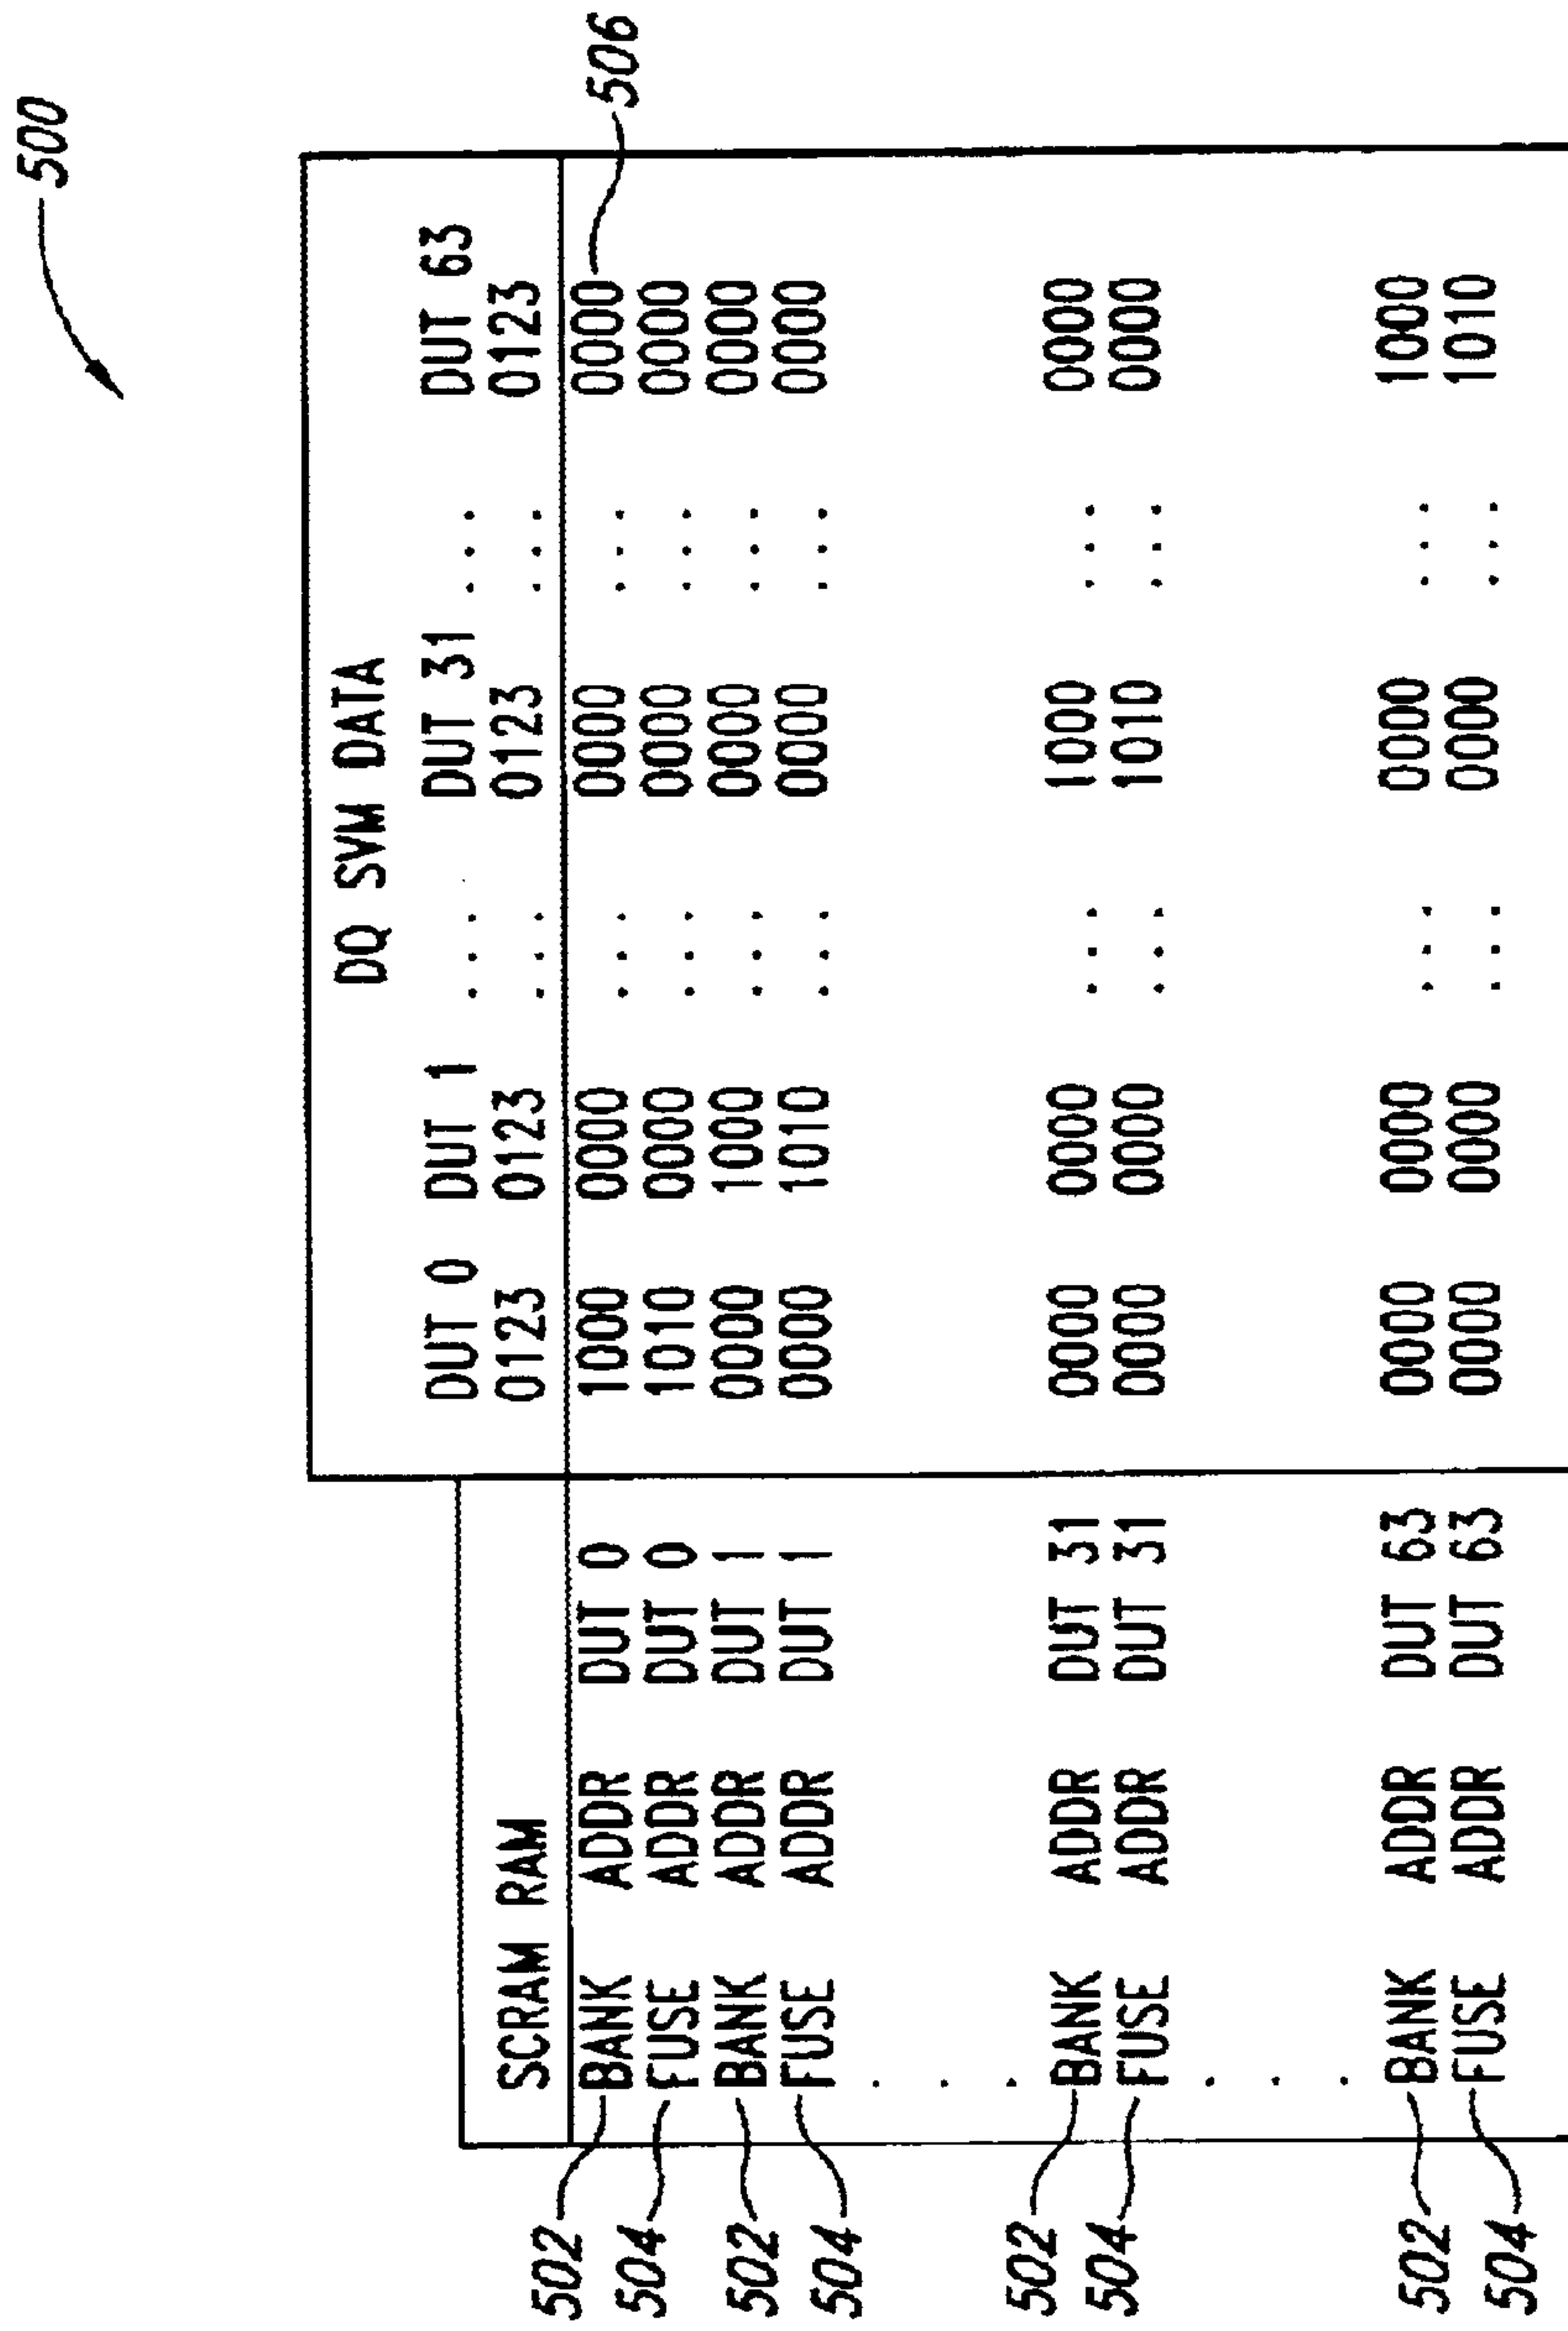 500
DQ SVM DATA
DUT 0 DUT 1 . . . DUT 31 . . . DUT 63
SCRAM RAM 0123 0123 . . . 0123 . . . 0123
502 BANK ADDR DUT 0 1000 0000 . . . 0000 . . . 0000 506
504 FUSE ADDR DUT 0 1010 0000 . . . 0000 . . . 0000
502 BANK ADDR DUT 1 0000 1000 . . . 0000 . . . 0000
504 FUSE ADDR DUT 1 0000 1010 . . . 0000 . . . 0000
.
.
.
502 BANK ADDR DUT 31 0000 0000 . . . 1000 . . . 0000
504 FUSE ADDR DUT 31 0000 0000 . . . 1010 . . . 0000
.
.
.
502 BANK ADDR DUT 63 0000 0000 . . . 0000 . . . 1000
504 FUSE ADDR DUT 63 0000 0000 . . . 0000 . . . 1010